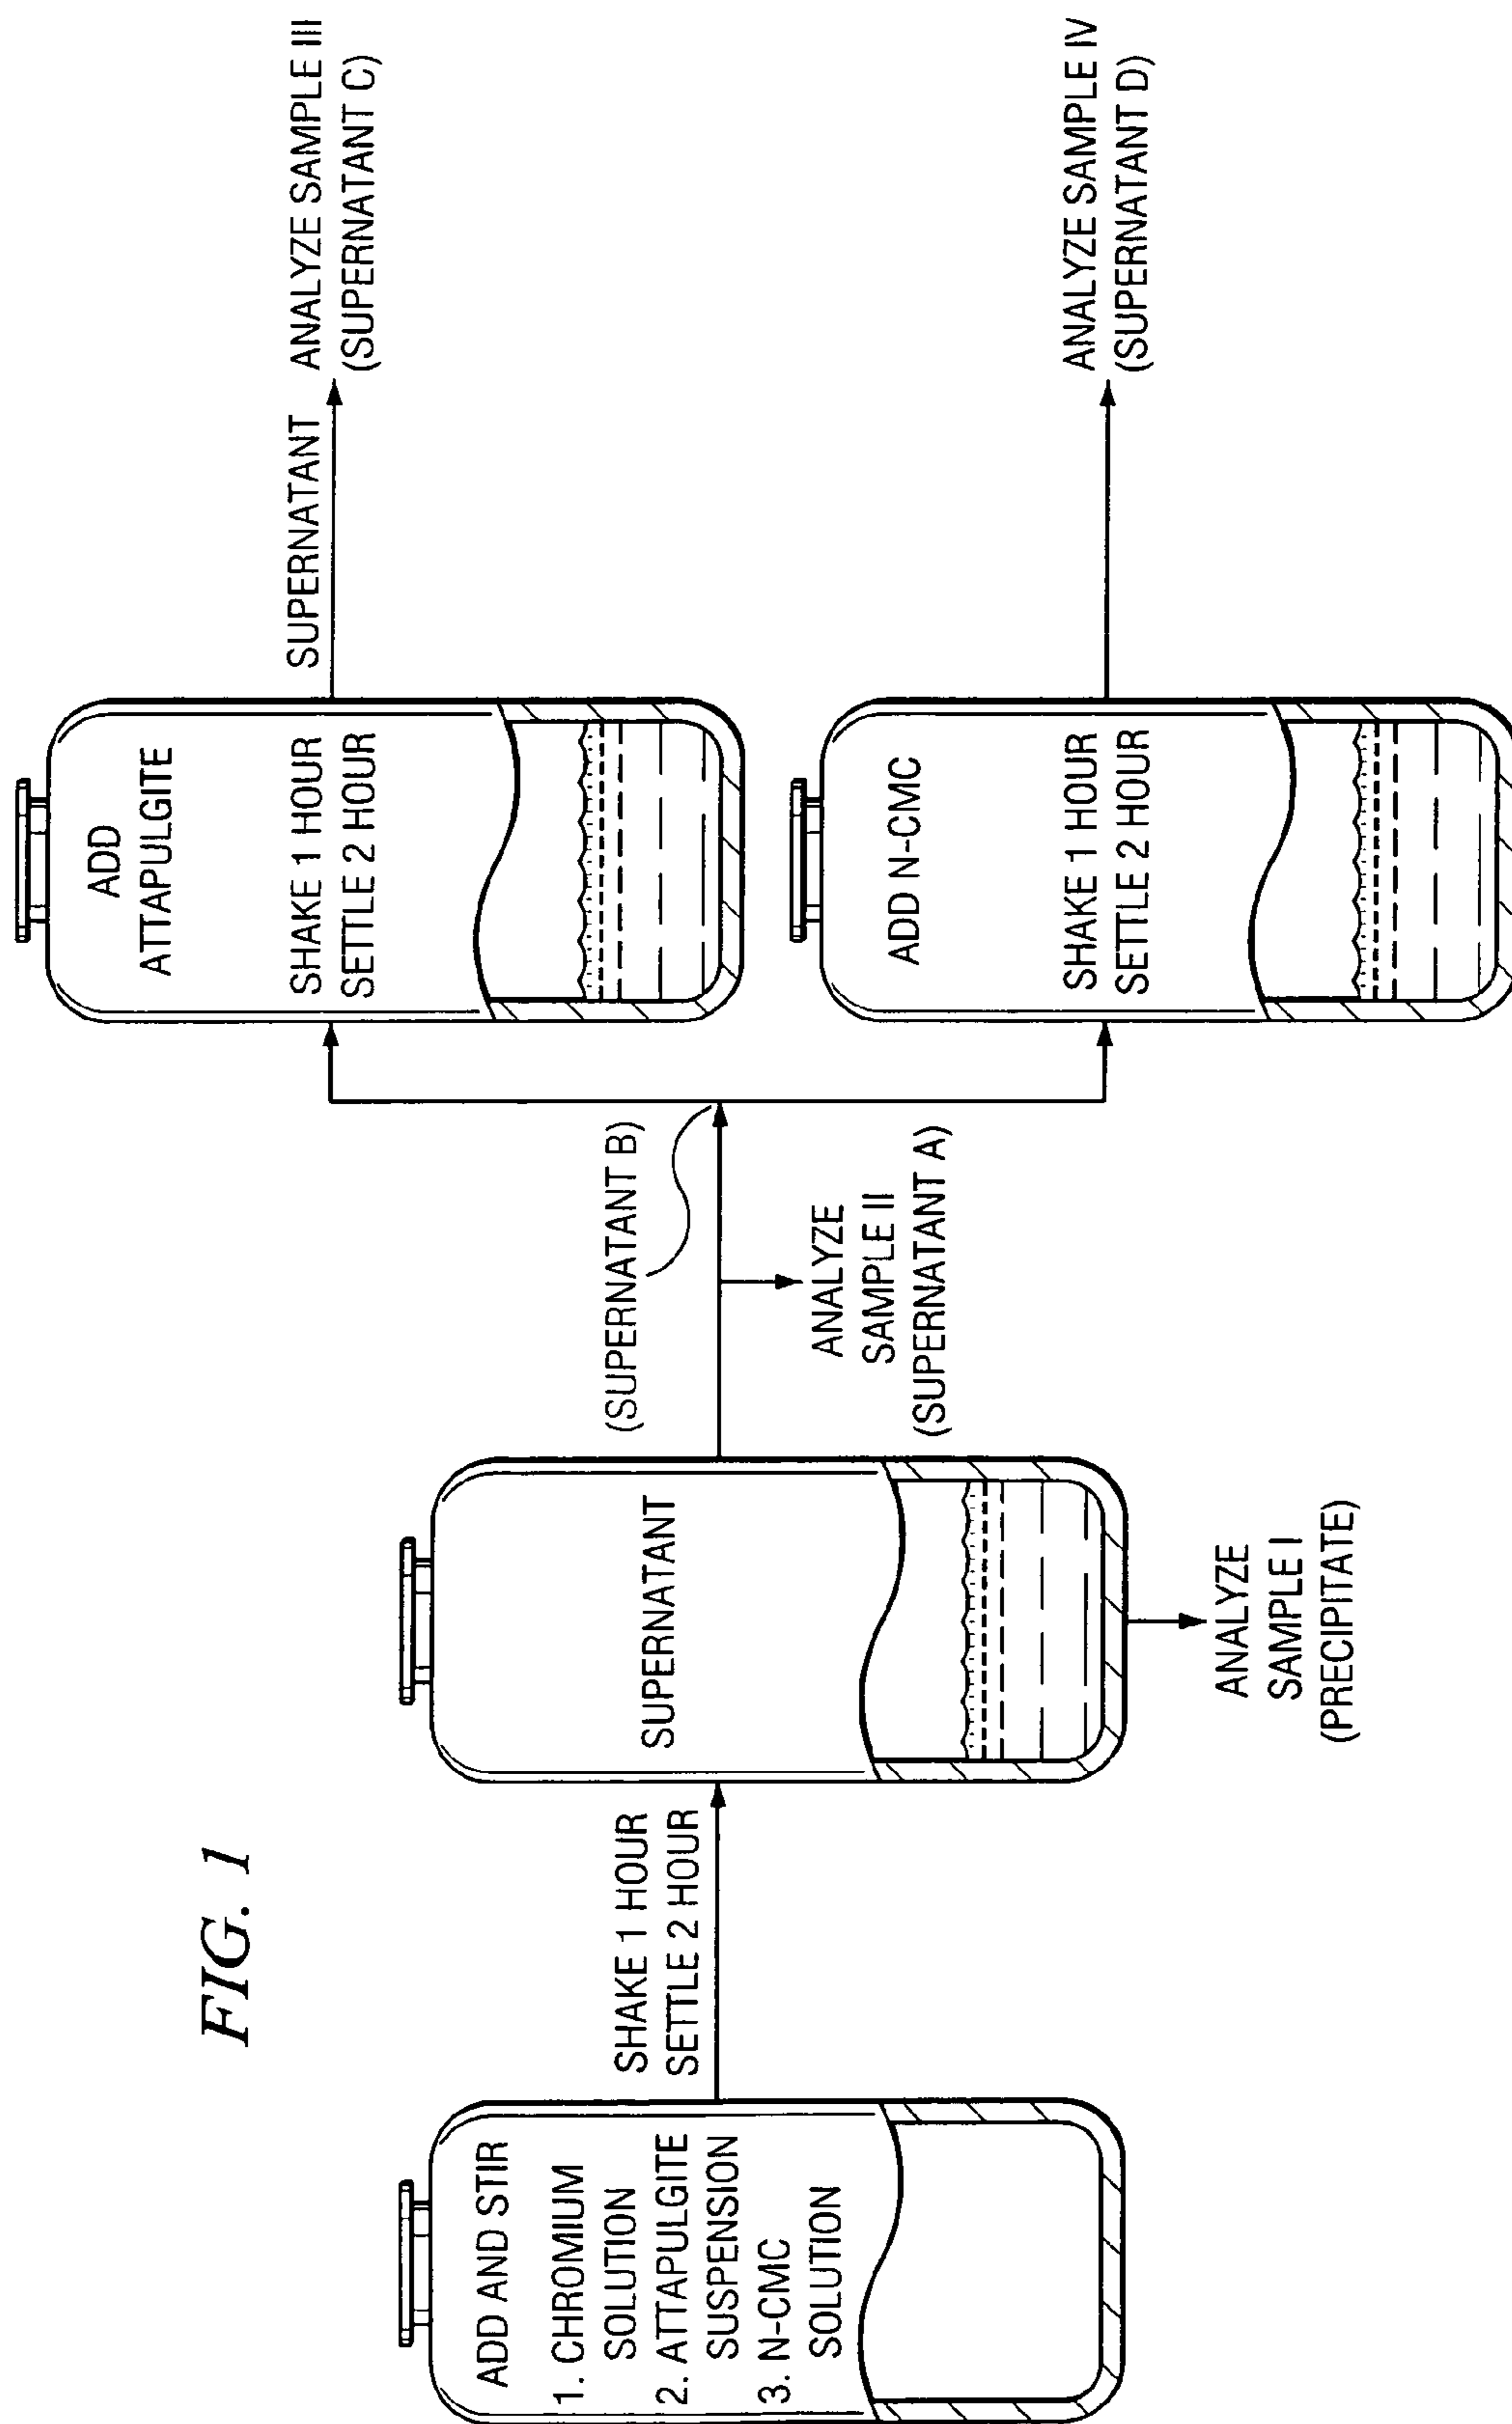 FIG. 1
ADD AND STIR
1. CHROMIUM
SOLUTION
2. ATTAPULGITE
SUSPENSION
3. N-CMC
SOLUTION
SHAKE 1 HOUR
SETTLE 2 HOUR
SUPERNATANT
ANALYZE
SAMPLE I
(PRECIPITATE)
(SUPERNATANT B)
ANALYZE
SAMPLE II
(SUPERNATANT A)
ADD
ATTAPULGITE
SHAKE 1 HOUR
SETTLE 2 HOUR
SUPERNATANT
ANALYZE SAMPLE III
(SUPERNATANT C)
ADD N-CMC
SHAKE 1 HOUR
SETTLE 2 HOUR
ANALYZE SAMPLE IV
(SUPERNATANT D)